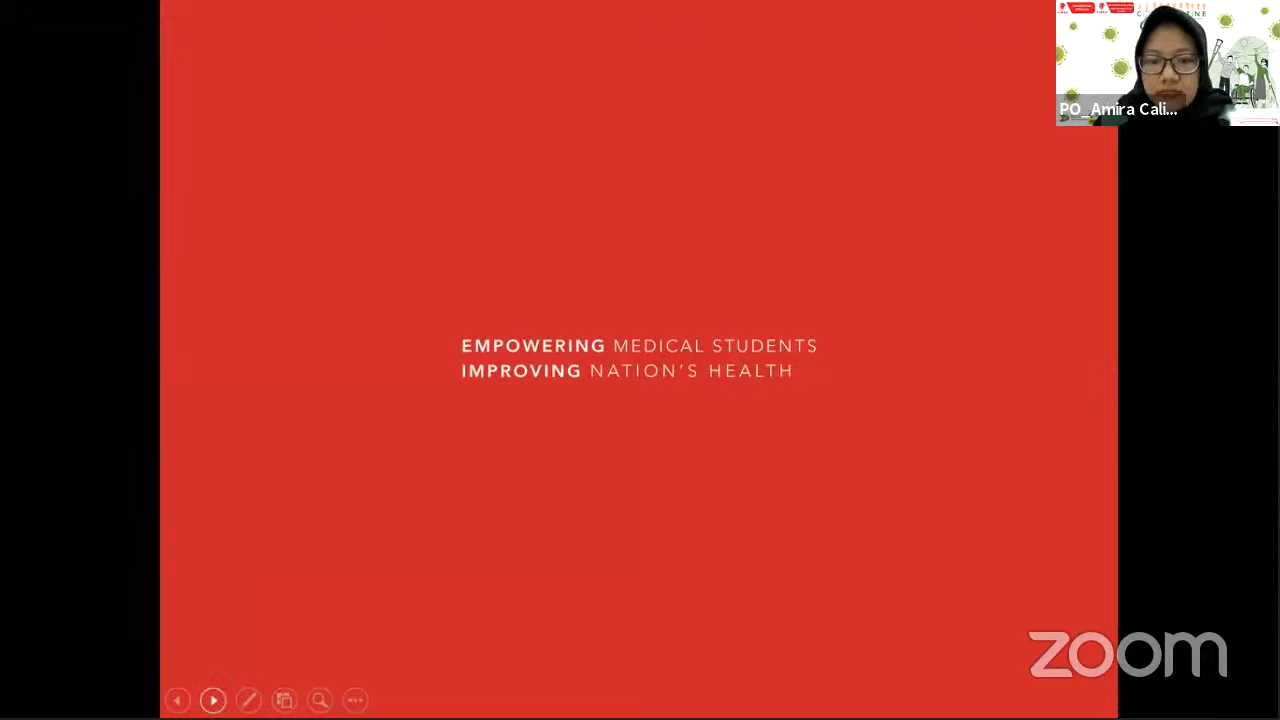 EMPOWERING MEDICAL STUDENTS
IMPROVING NATION'S HEALTH
PO_Amira Cali...
zoom